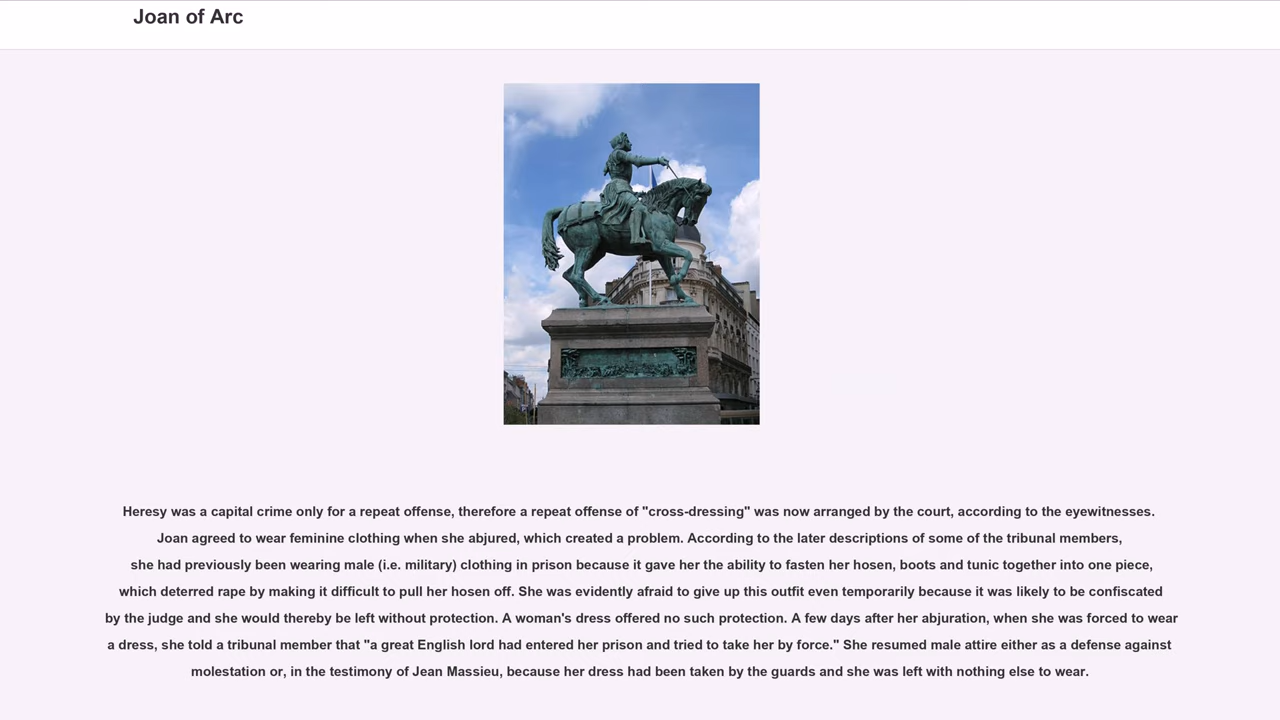 Joan of Arc
Heresy was a capital crime only for a repeat offense, therefore a repeat offense of "cross-dressing" was now arranged by the court, according to the eyewitnesses.
Joan agreed to wear feminine clothing when she abjured, which created a problem. According to the later descriptions of some of the tribunal members,
she had previously been wearing male (i.e. military) clothing in prison because it gave her the ability to fasten her hosen, boots and tunic together into one piece,
which deterred rape by making it difficult to pull her hosen off. She was evidently afraid to give up this outfit even temporarily because it was likely to be confiscated
by the judge and she would thereby be left without protection. A woman's dress offered no such protection. A few days after her abjuration, when she was forced to wear
a dress, she told a tribunal member that "a great English lord had entered her prison and tried to take her by force." She resumed male attire either as a defense against
molestation or, in the testimony of Jean Massieu, because her dress had been taken by the guards and she was left with nothing else to wear.